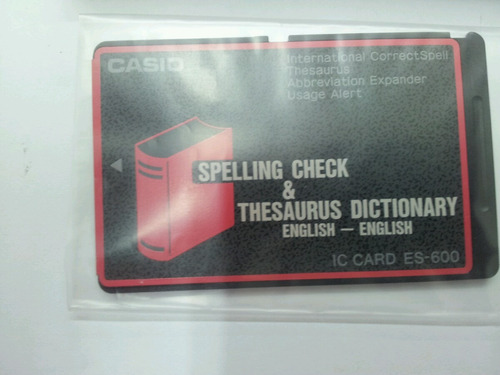 CASIO
International CorrectSpell
Thesaurus
Abbreviation Expander
Usage Alert
SPELLING CHECK
&
THESAURUS DICTIONARY
ENGLISH — ENGLISH
IC CARD ES-600